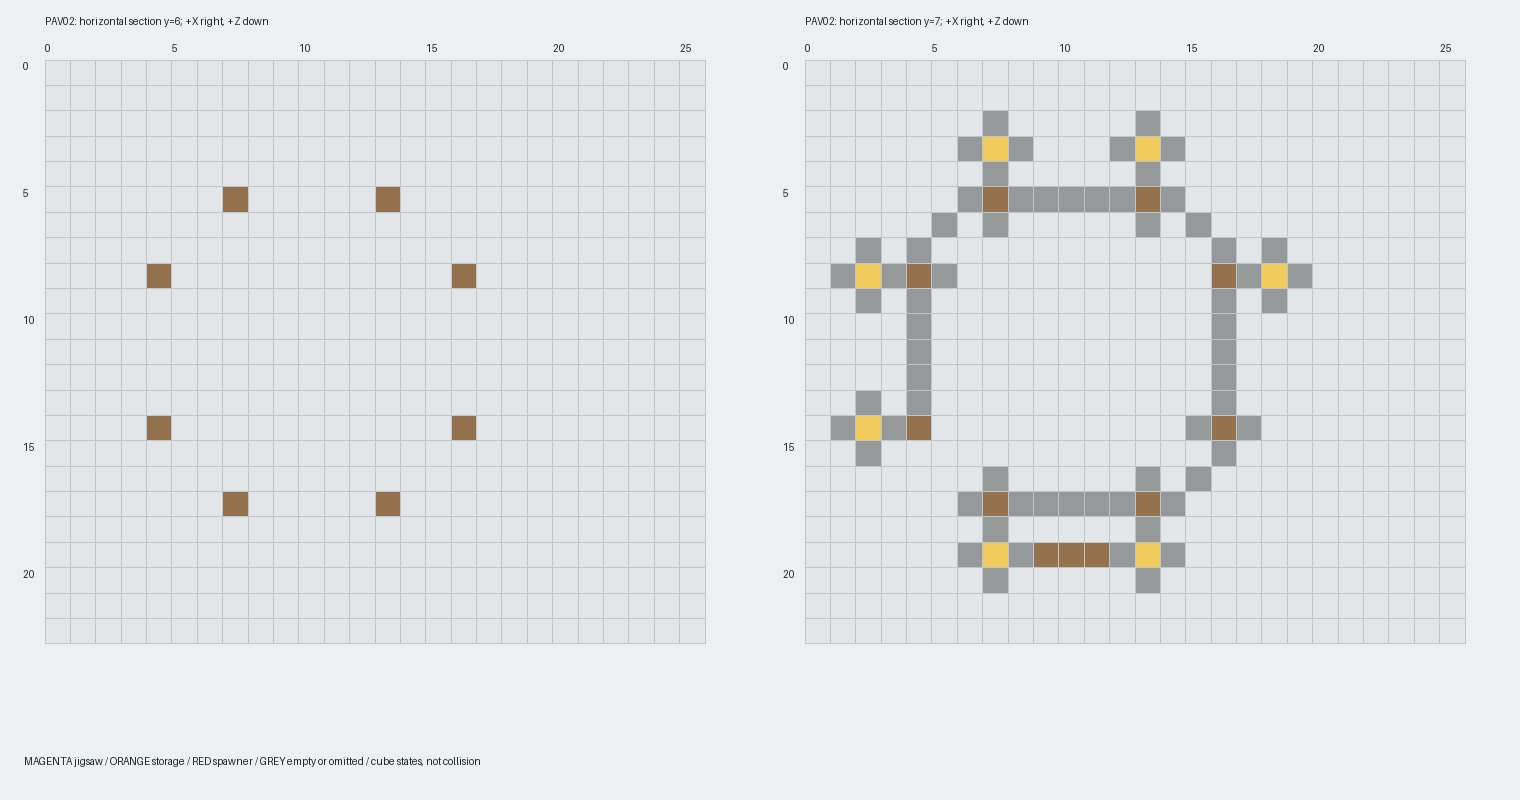 PAV02: horizontal section y=6; +X right, +Z down
PAV02: horizontal section y=7; +X right, +Z down
0 5 10 15 20 25
0 5 10 15 20 25
0 0
5 5
10 10
15 15
20 20
MAGENTA jigsaw / ORANGE storage / RED spawner / GREY empty or omitted / cube states, not collision